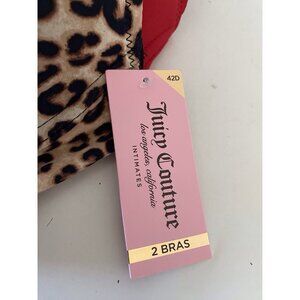 42D
Juicy Couture
los angeles, california
INTIMATES
2 BRAS